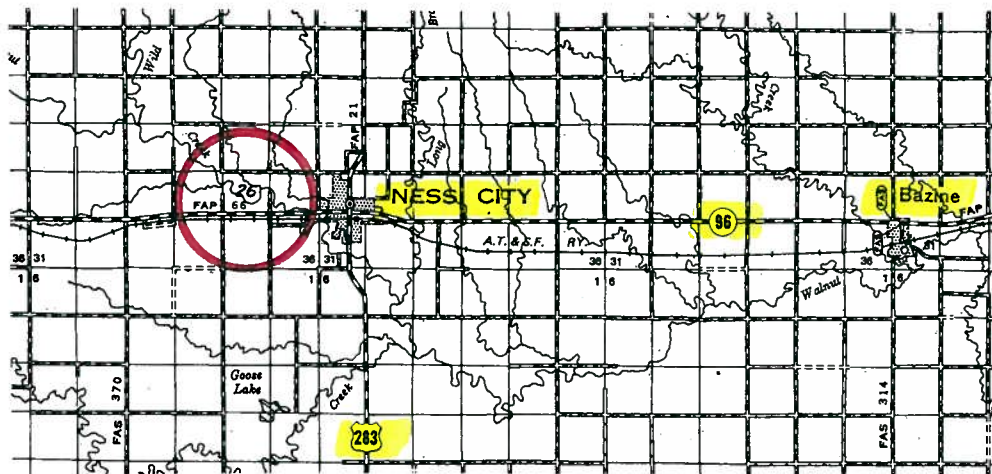 Wild
Creek
FAP 21
Long
Creek
26
FAP 66
NESS CITY
96
Bazine
FAP
A.T. & S.F. RY.
36 31
1 6
36 31
1 6
36 31
1 6
36
1 6
Walnut
Goose
Lake
Creek
FAS 370
283
FAS 314